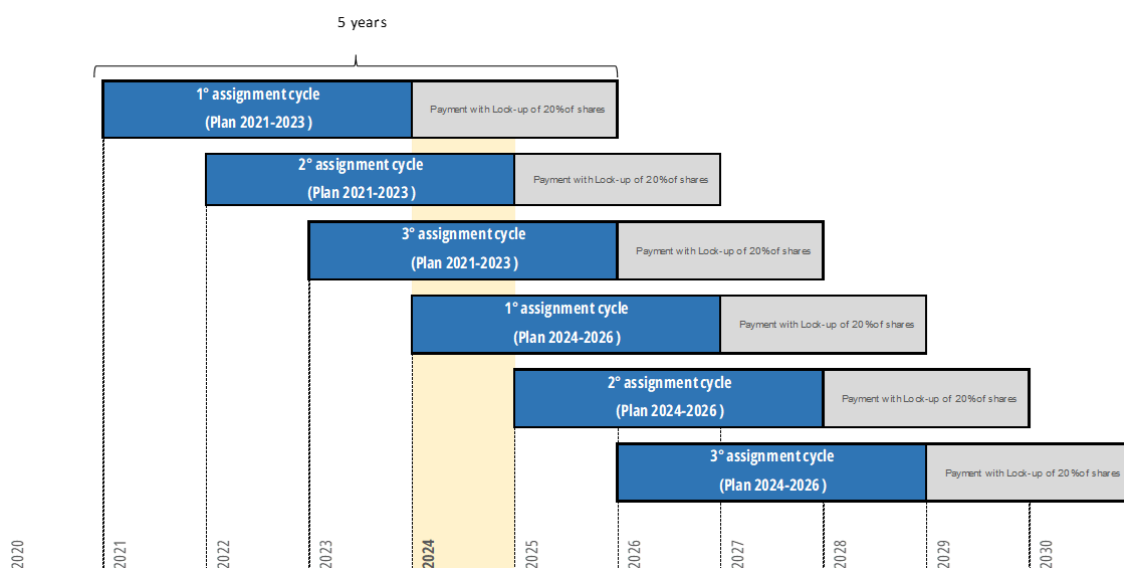 5 years
1° assignment cycle
(Plan 2021-2023 )
Payment with Lock-up of 20%of shares
2° assignment cycle
(Plan 2021-2023 )
Payment with Lock-up of 20%of shares
3° assignment cycle
(Plan 2021-2023 )
Payment with Lock-up of 20%of shares
1° assignment cycle
(Plan 2024-2026 )
Payment with Lock-up of 20%of shares
2° assignment cycle
(Plan 2024-2026 )
Payment with Lock-up of 20%of shares
3° assignment cycle
(Plan 2024-2026 )
Payment with Lock-up of 20%of shares
2020
2021
2022
2023
2024
2025
2026
2027
2028
2029
2030